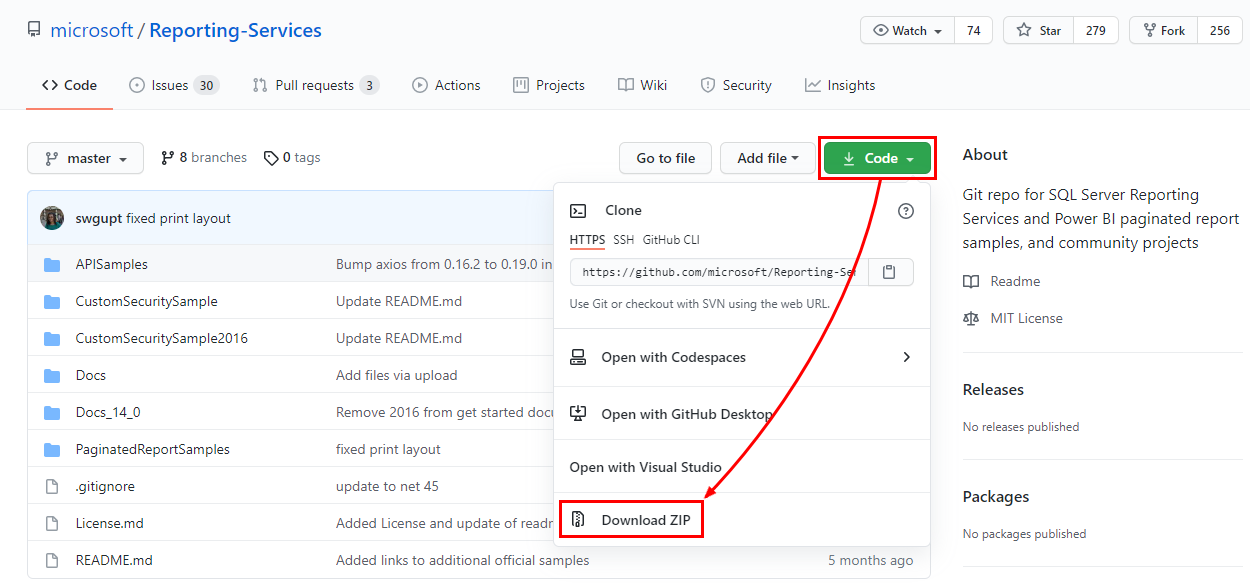 microsoft / Reporting-Services
Watch 74
Star 279
Fork 256
Code
Issues 30
Pull requests 3
Actions
Projects
Wiki
Security
Insights
master
8 branches
0 tags
Go to file
Add file
Code
swgupt fixed print layout
APISamples Bump axios from 0.16.2 to 0.19.0 in
CustomSecuritySample Update README.md
CustomSecuritySample2016 Update README.md
Docs Add files via upload
Docs_14_0 Remove 2016 from get started docu
PaginatedReportSamples fixed print layout
.gitignore update to net 45
License.md Added License and update of readm
README.md Added links to additional official samples 5 months ago
Clone
HTTPS SSH GitHub CLI
https://github.com/microsoft/Reporting-Ser
Use Git or checkout with SVN using the web URL.
Open with Codespaces
Open with GitHub Desktop
Open with Visual Studio
Download ZIP
About
Git repo for SQL Server Reporting
Services and Power BI paginated report
samples, and community projects
Readme
MIT License
Releases
No releases published
Packages
No packages published